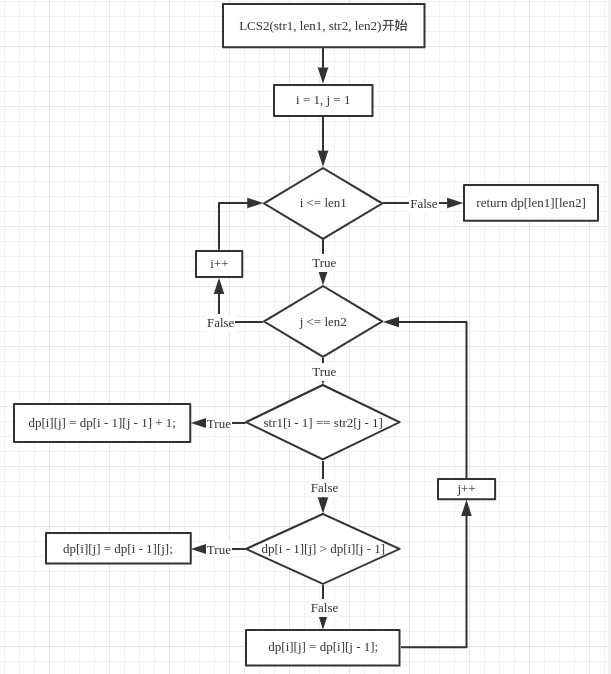 LCS2(str1, len1, str2, len2)开始
i = 1, j = 1
i <= len1
False
return dp[len1][len2]
i++
True
False
j <= len2
True
dp[i][j] = dp[i - 1][j - 1] + 1;
True
str1[i - 1] == str2[j - 1]
False
j++
dp[i][j] = dp[i - 1][j];
True
dp[i - 1][j] > dp[i][j - 1]
False
dp[i][j] = dp[i][j - 1];